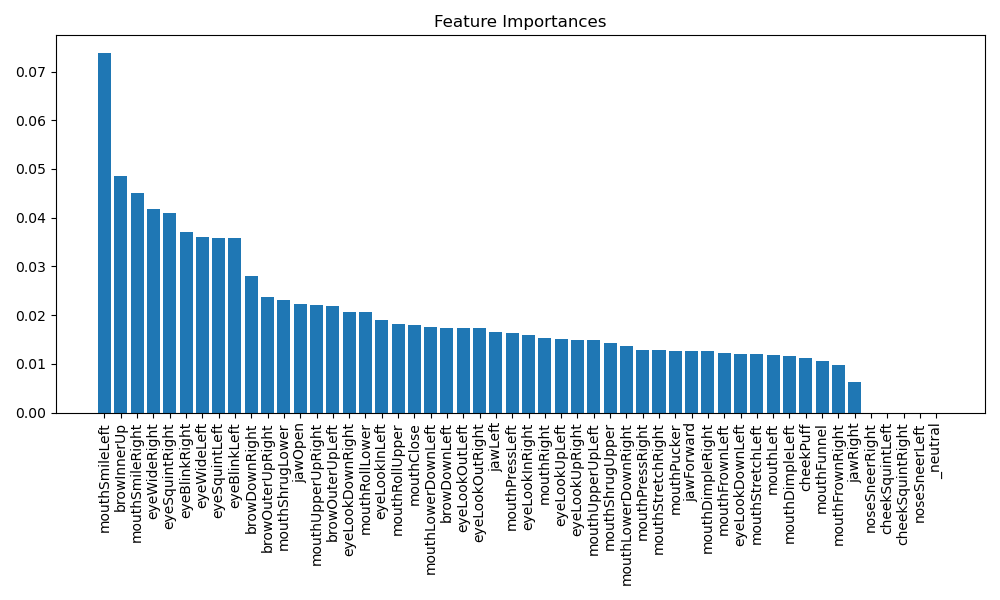 Feature Importances
0.07
0.06
0.05
0.04
0.03
0.02
0.01
0.00
mouthSmileLeft
browInnerUp
mouthSmileRight
eyeWideRight
eyeSquintRight
eyeBlinkRight
eyeWideLeft
eyeSquintLeft
eyeBlinkLeft
browDownRight
browOuterUpRight
mouthShrugLower
jawOpen
mouthUpperUpRight
browOuterUpLeft
eyeLookDownRight
mouthRollLower
eyeLookInLeft
mouthRollUpper
mouthClose
mouthLowerDownLeft
browDownLeft
eyeLookOutLeft
eyeLookOutRight
jawLeft
mouthPressLeft
eyeLookInRight
mouthRight
eyeLookUpLeft
eyeLookUpRight
mouthUpperUpLeft
mouthShrugUpper
mouthLowerDownRight
mouthPressRight
mouthStretchRight
mouthPucker
jawForward
mouthDimpleRight
mouthFrownLeft
eyeLookDownLeft
mouthStretchLeft
mouthLeft
mouthDimpleLeft
cheekPuff
mouthFunnel
mouthFrownRight
jawRight
noseSneerRight
cheekSquintLeft
cheekSquintRight
noseSneerLeft
_neutral